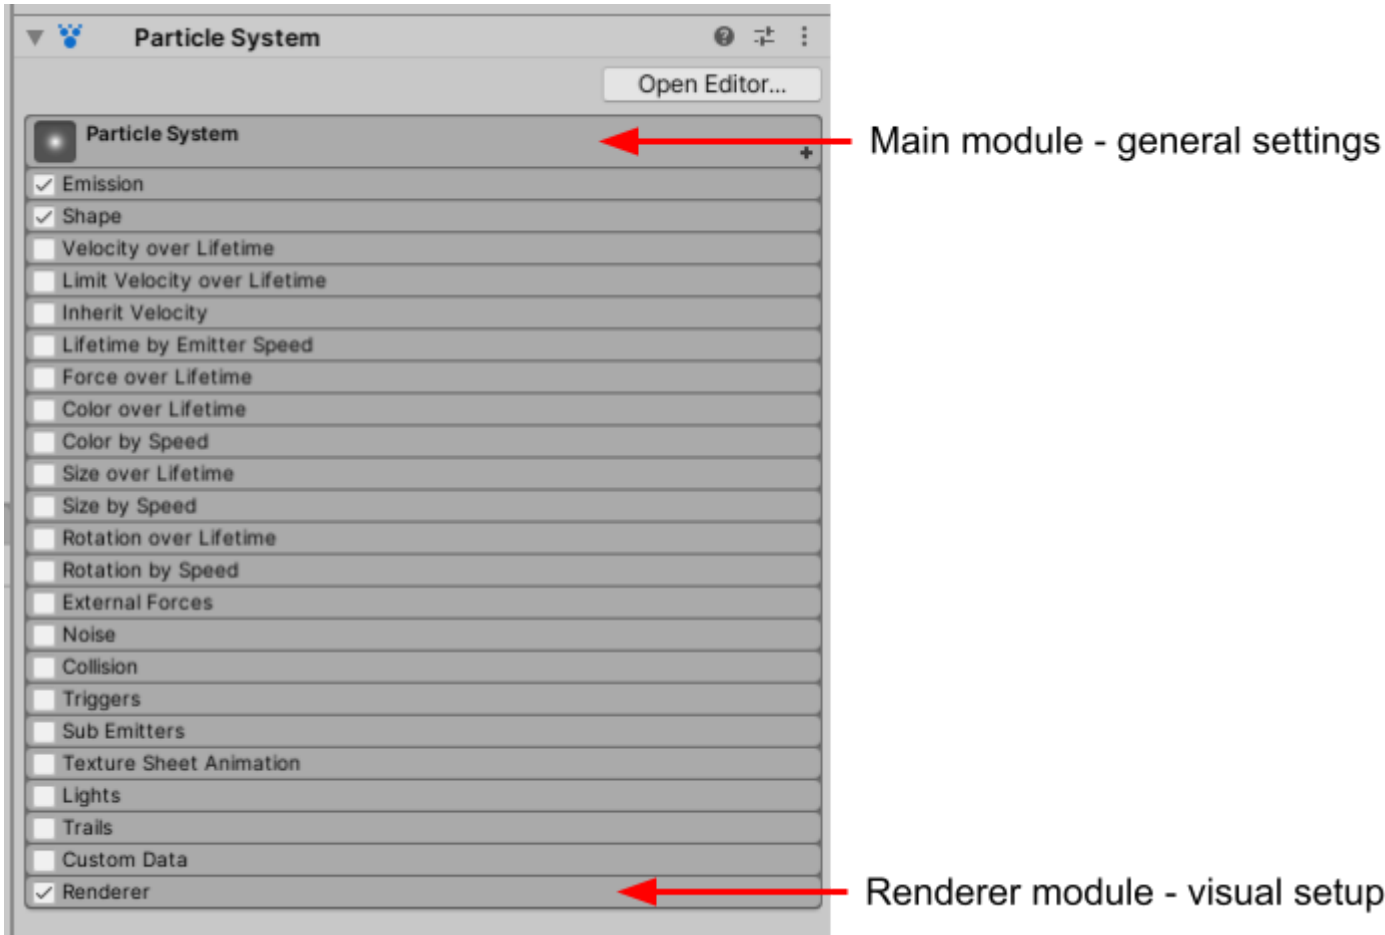 Particle System
Open Editor...
Particle System
Main module - general settings
Emission
Shape
Velocity over Lifetime
Limit Velocity over Lifetime
Inherit Velocity
Lifetime by Emitter Speed
Force over Lifetime
Color over Lifetime
Color by Speed
Size over Lifetime
Size by Speed
Rotation over Lifetime
Rotation by Speed
External Forces
Noise
Collision
Triggers
Sub Emitters
Texture Sheet Animation
Lights
Trails
Custom Data
Renderer
Renderer module - visual setup